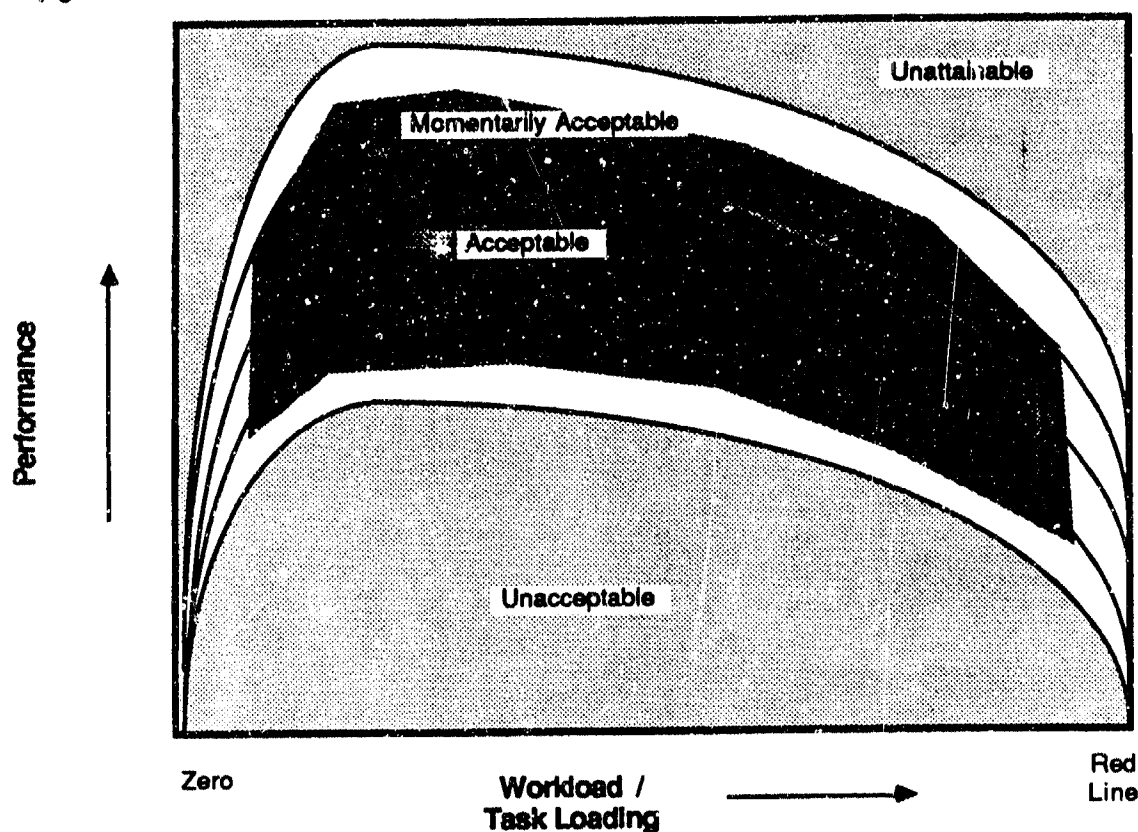 Unattainable
Momentarily Acceptable
Acceptable
Performance
Unacceptable
Zero
Workload /
Task Loading
Red
Line